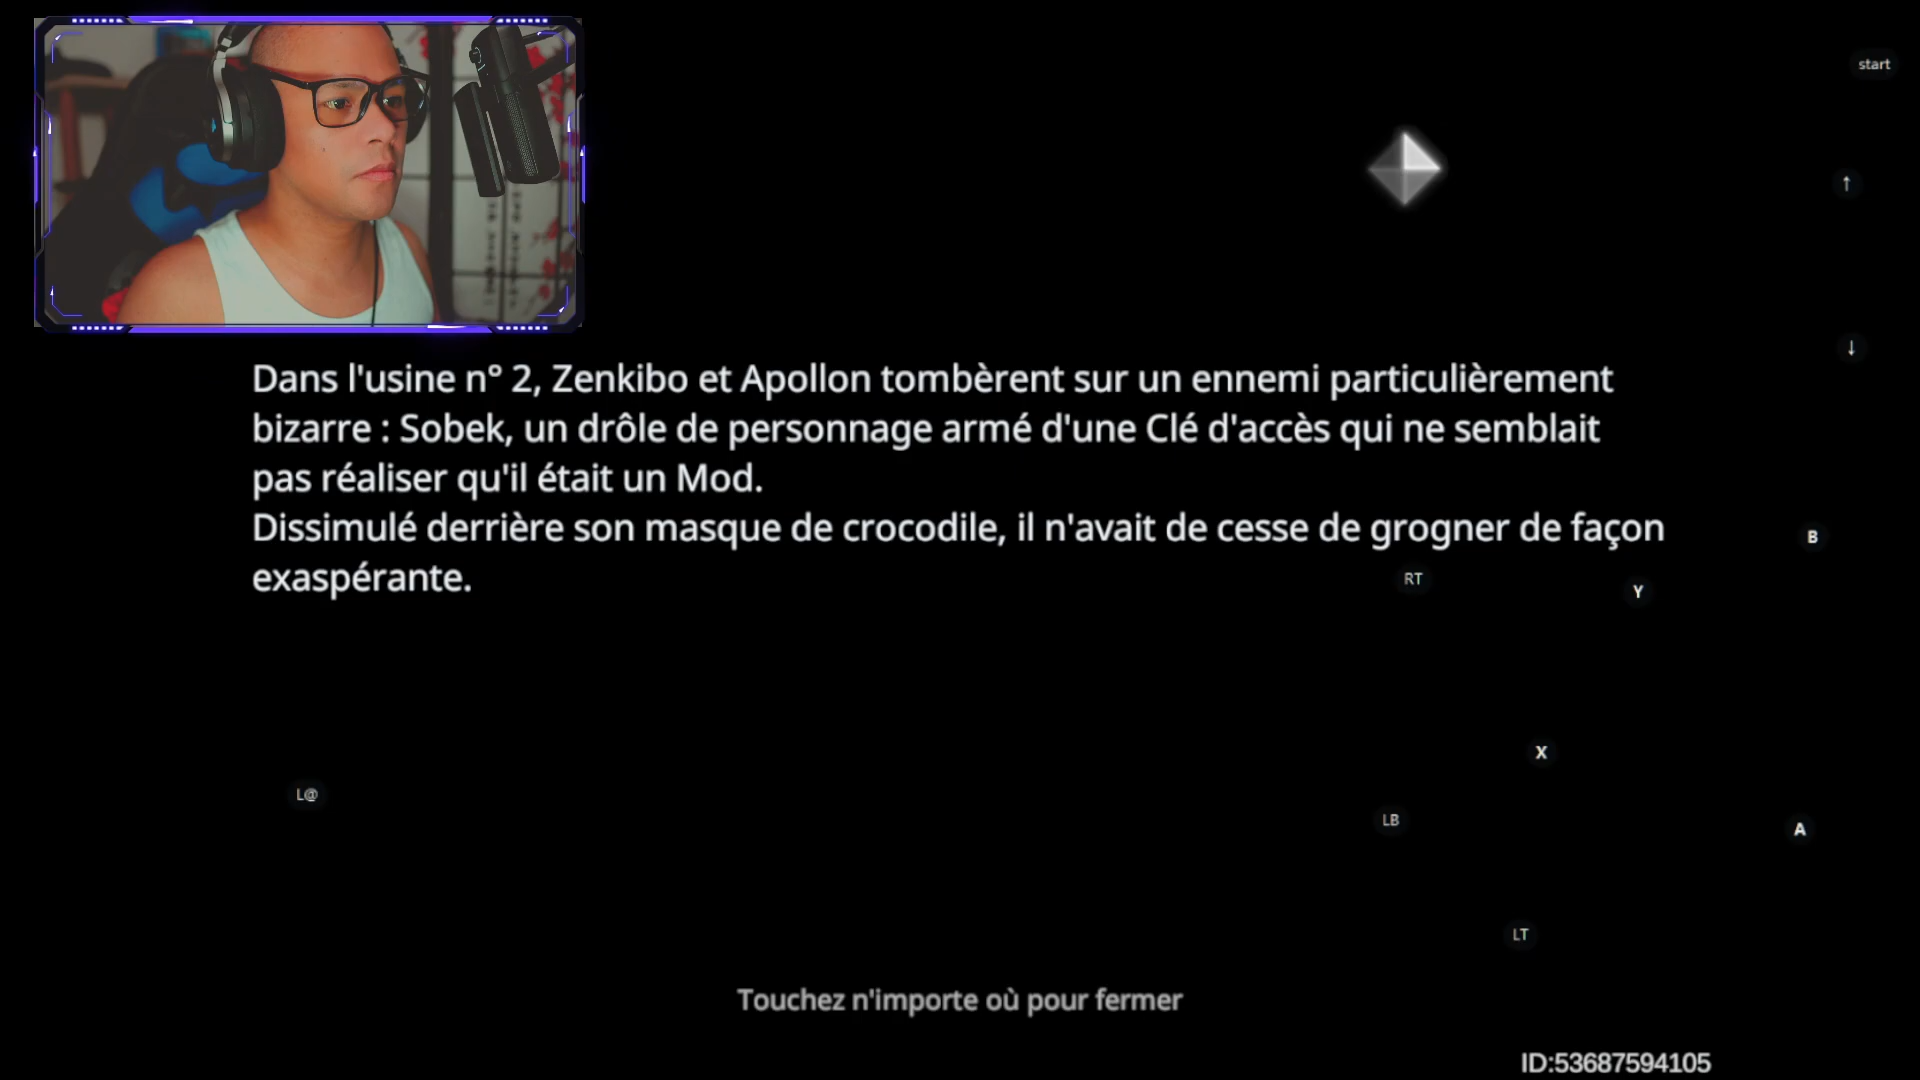 start
↑
Dans l'usine n° 2, Zenkibo et Apollon tombèrent sur un ennemi particulièrement
bizarre : Sobek, un drôle de personnage armé d'une Clé d'accès qui ne semblait
pas réaliser qu'il était un Mod.
Dissimulé derrière son masque de crocodile, il n'avait de cesse de grogner de façon
exaspérante.
↓
B
RT
Y
X
L@
LB
A
LT
Touchez n'importe où pour fermer
ID:53687594105